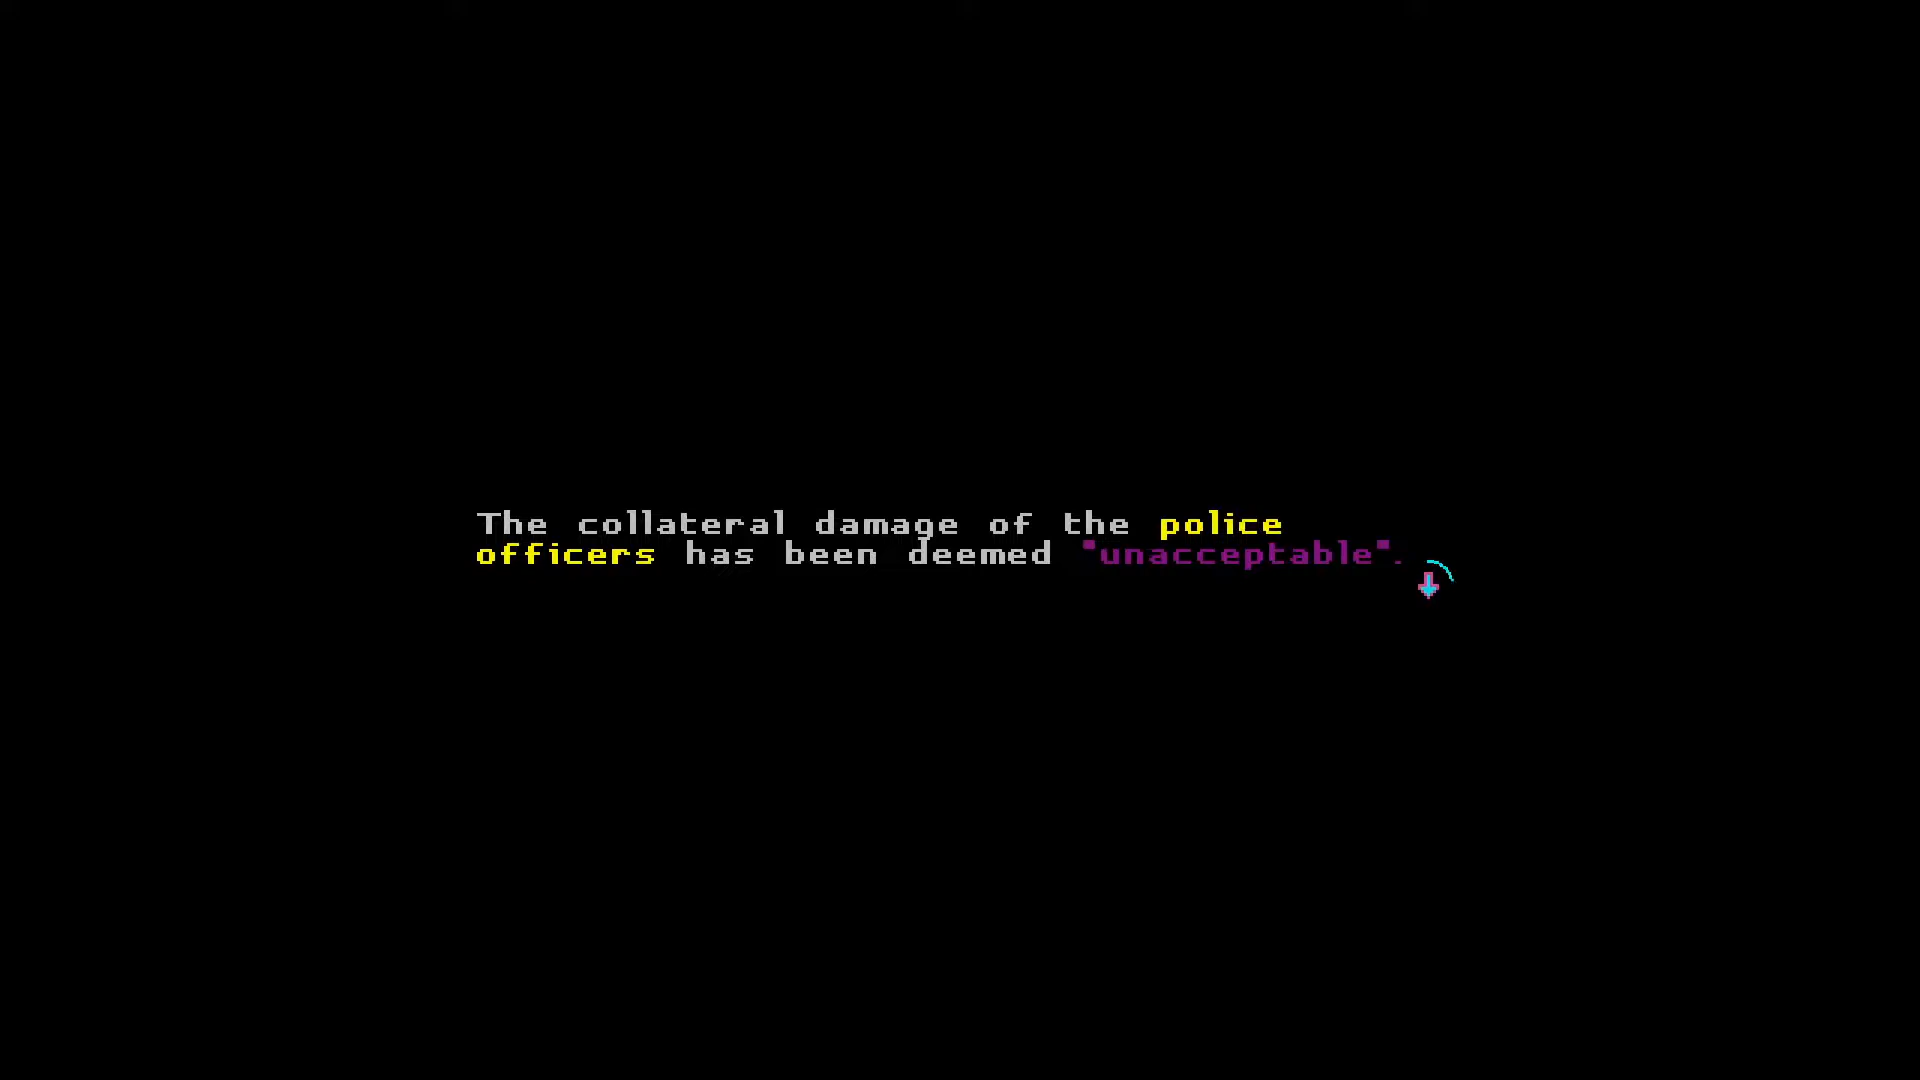 The collateral damage of the police
officers has been deemed "unacceptable".